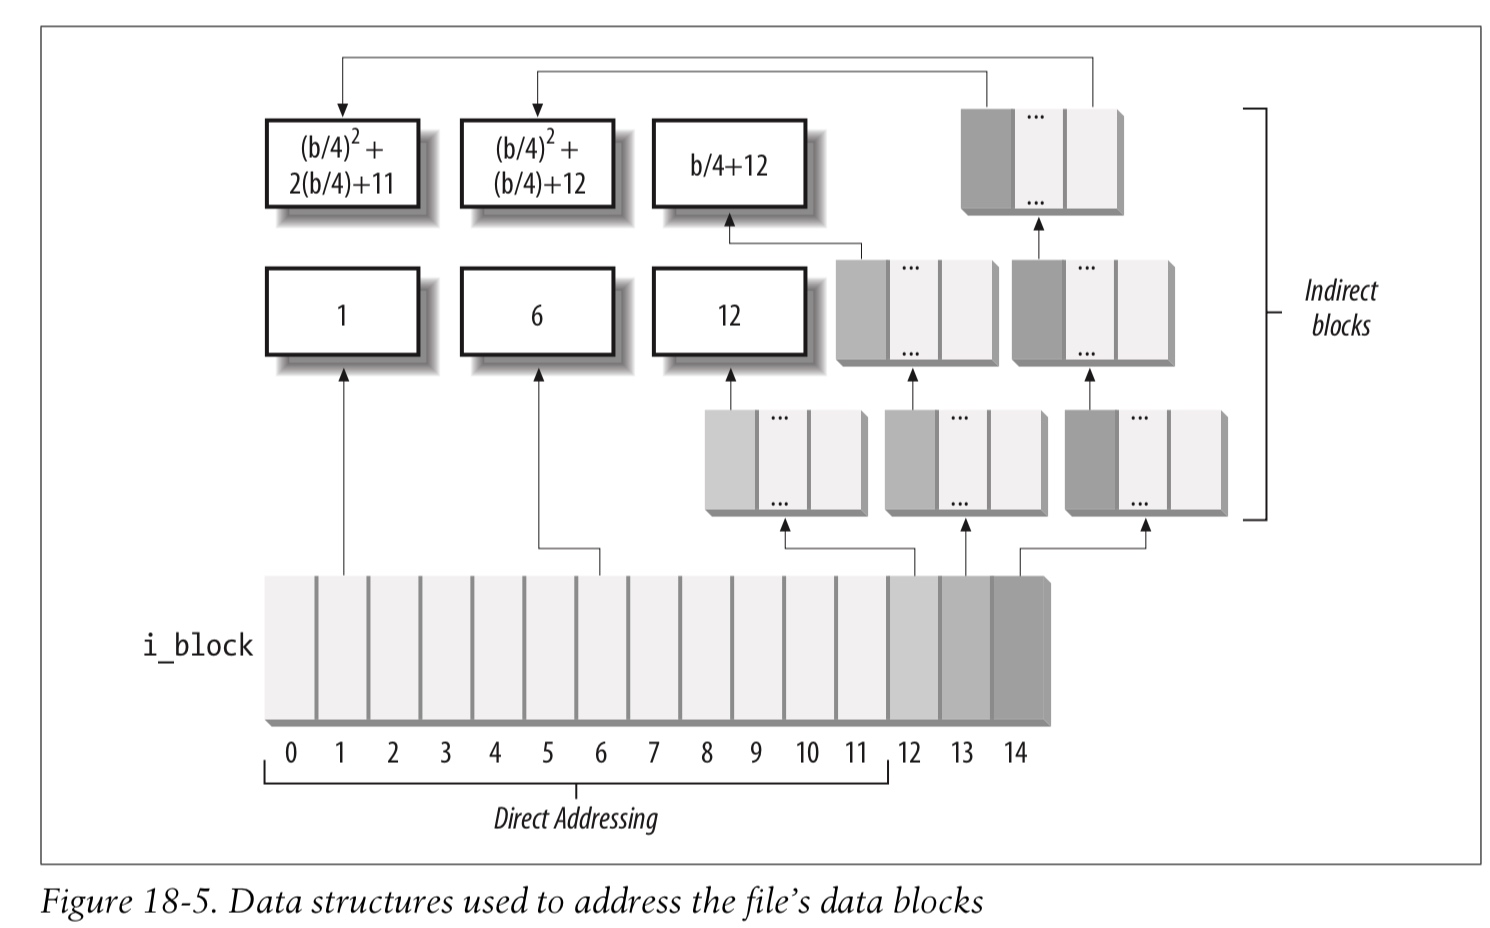 (b/4)² +
2(b/4)+11
(b/4)² +
(b/4)+12
b/4+12
...
...
1
6
12
...
...
...
...
Indirect
blocks
...
...
...
...
...
...
i_block
0 1 2 3 4 5 6 7 8 9 10 11 12 13 14
Direct Addressing
Figure 18-5. Data structures used to address the file’s data blocks